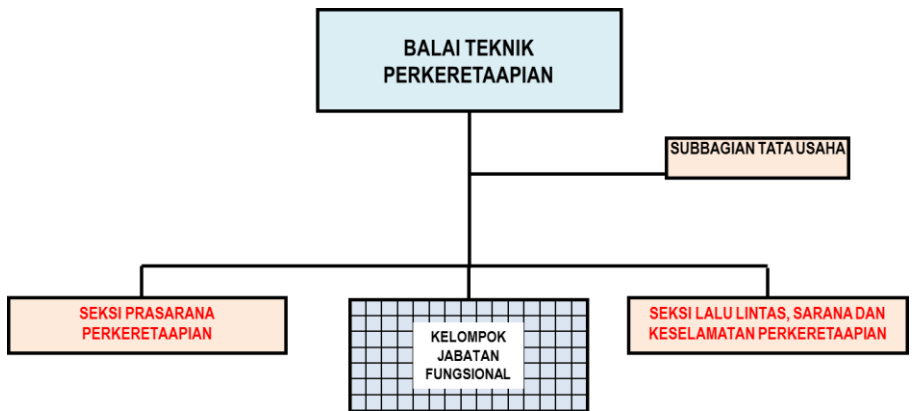 BALAI TEKNIK
PERKERETAAPIAN
SUBBAGIAN TATA USAHA
SEKSI PRASARANA
PERKERETAAPIAN
KELOMPOK
JABATAN
FUNGSIONAL
SEKSI LALU LINTAS, SARANA DAN
KESELAMATAN PERKERETAAPIAN